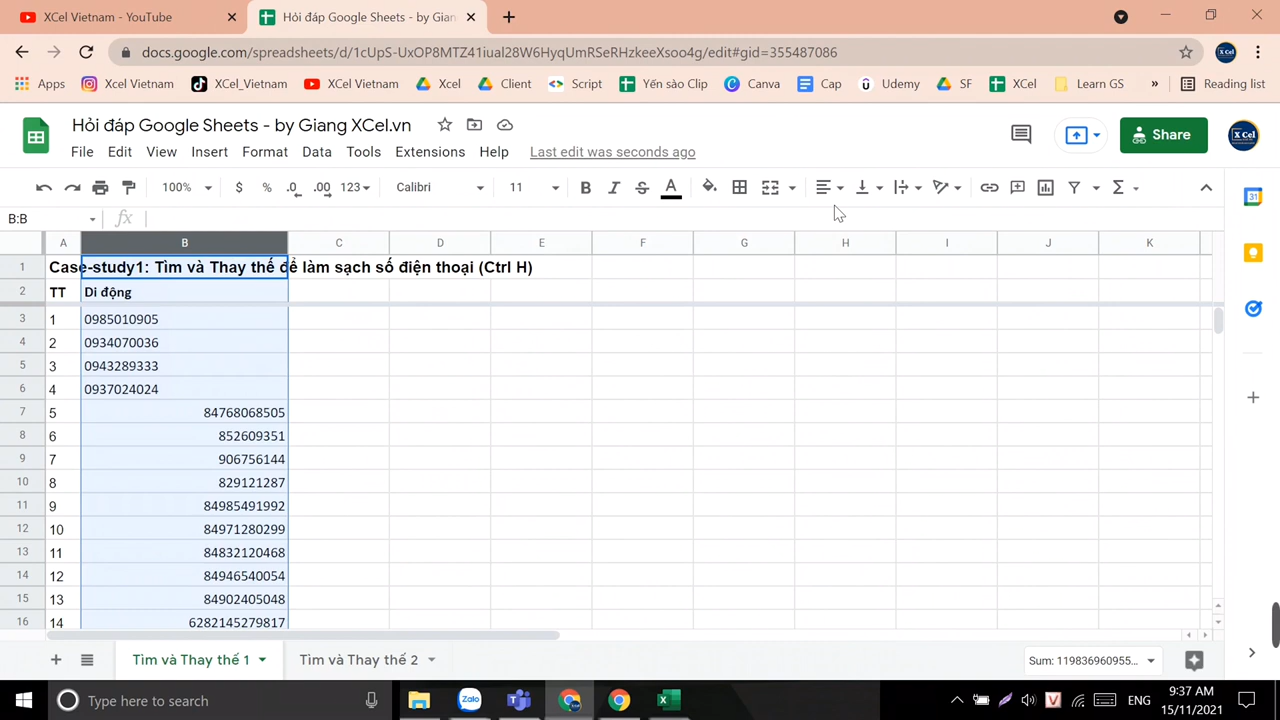 XCel Vietnam - YouTube
Hỏi đáp Google Sheets - by Gian
docs.google.com/spreadsheets/d/1cUpS-UxOP8MTZ41iuaI28W6HyqUmRSeRHzkeeXsoo4g/edit#gid=355487086
Apps Xcel Vietnam XCel_Vietnam Xcel Vietnam Xcel Client Script Yến sào Clip Canva Cap Udemy SF XCel Learn GS » Reading list
Hỏi đáp Google Sheets - by Giang XCel.vn
Share
File Edit View Insert Format Data Tools Extensions Help Last edit was seconds ago
100% $ % .0 .00 123 Calibri 11 B I S A Σ
B:B fx
A B C D E F G H I J K
1 Case-study1: Tìm và Thay thế để làm sạch số điện thoại (Ctrl H)
2 TT Di động
3 1 0985010905
4 2 0934070036
5 3 0943289333
6 4 0937024024
7 5 84768068505
8 6 852609351
9 7 906756144
10 8 829121287
11 9 84985491992
12 10 84971280299
13 11 84832120468
14 12 84946540054
15 13 84902405048
16 14 6282145279817
Tìm và Thay thế 1 Tìm và Thay thế 2 Sum: 119836960955...
Type here to search
Zalo
ENG
9:37 AM
15/11/2021